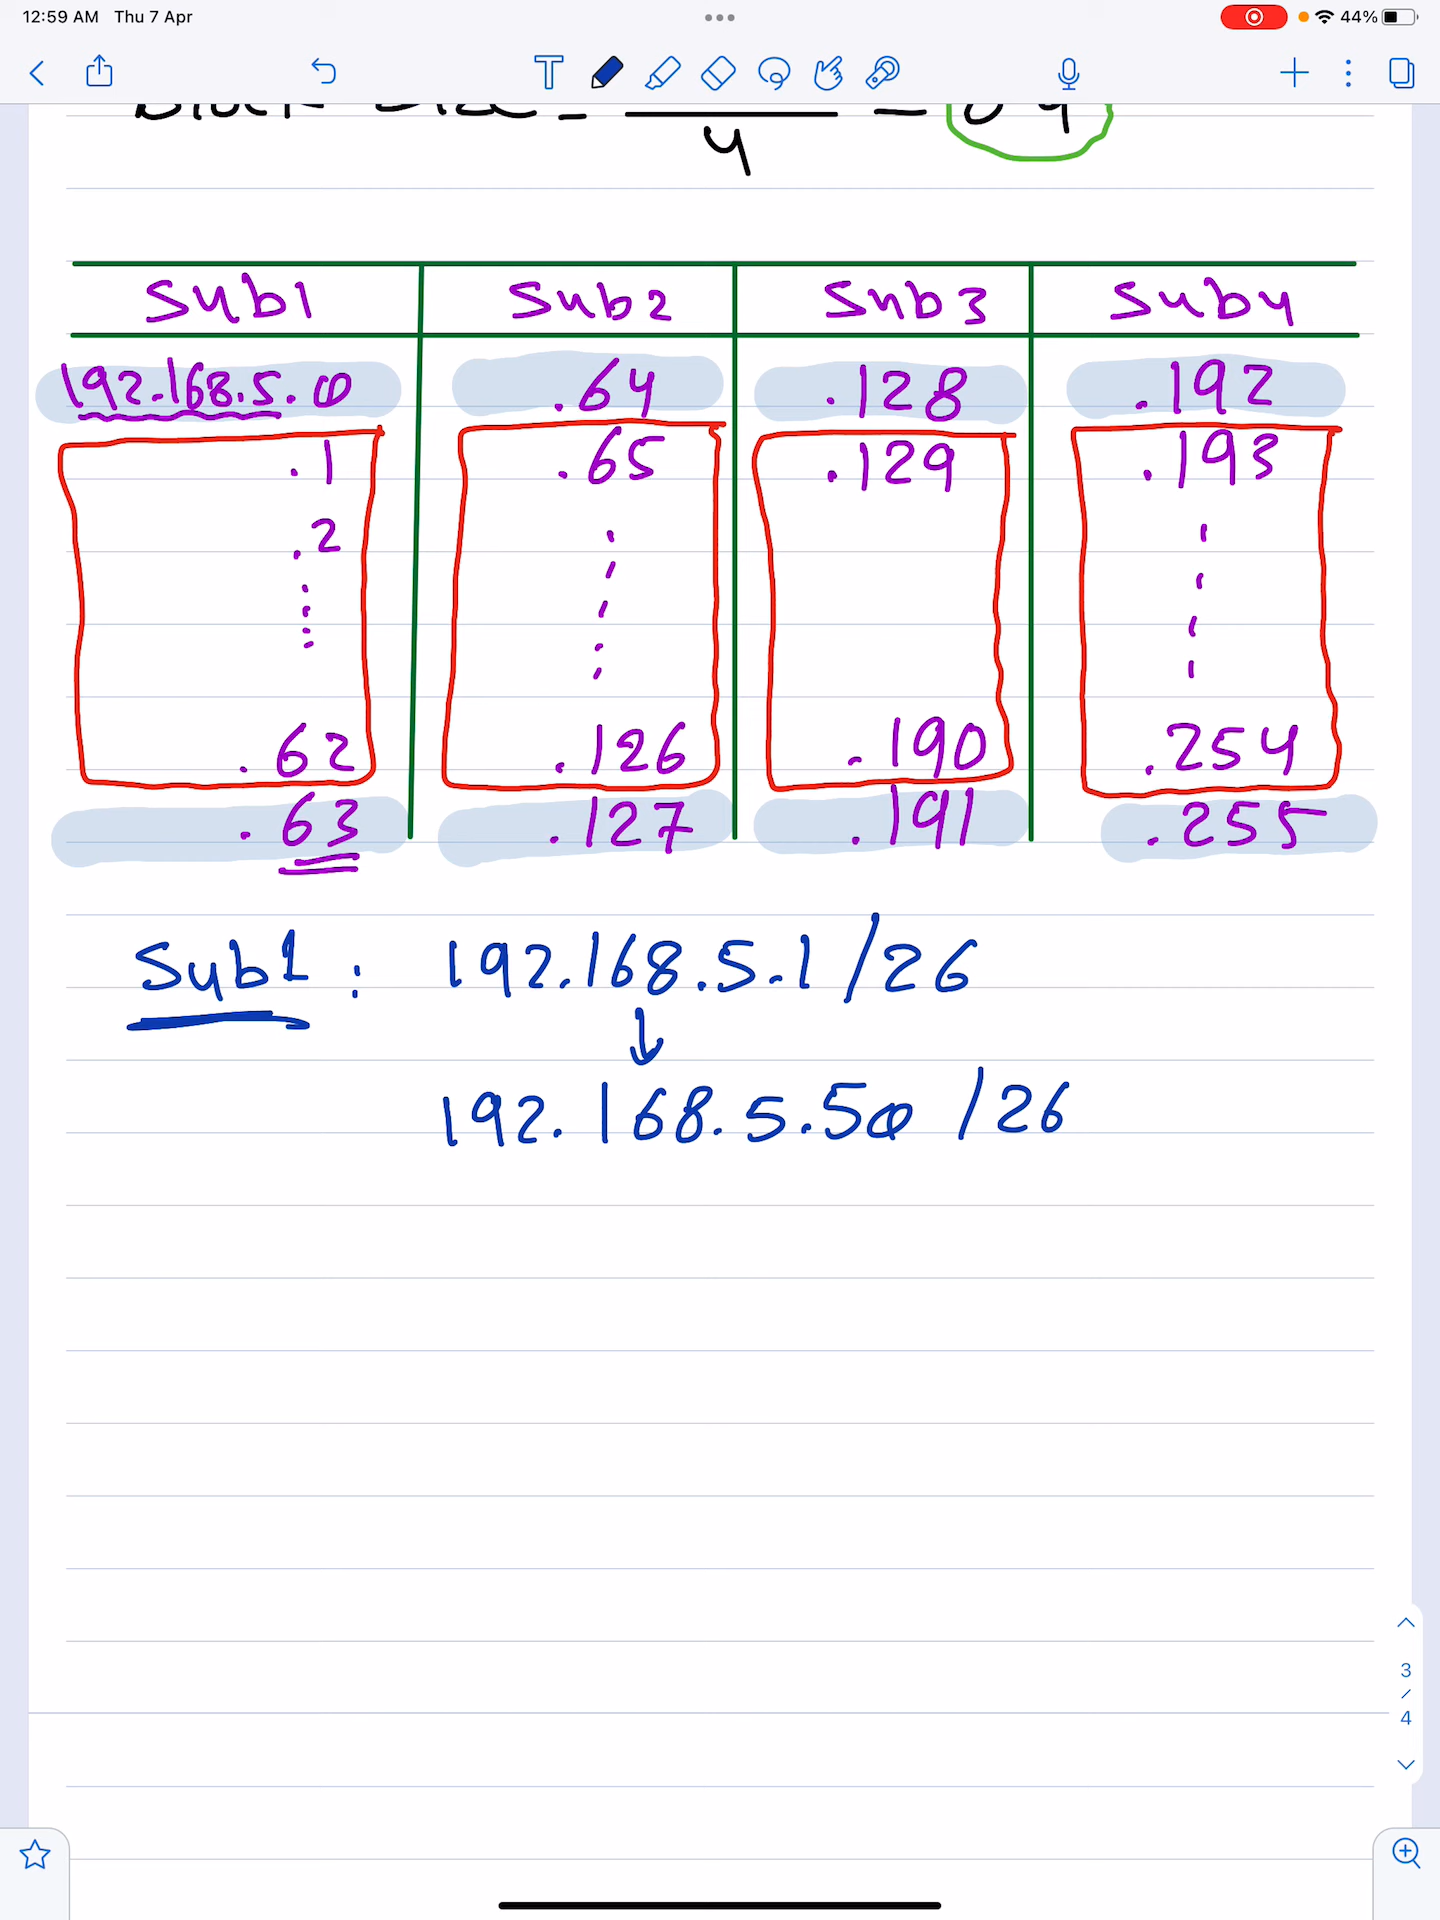 12:59 AM Thu 7 Apr 44%
4
Sub1 Sub2 Sub3 Sub4
192.168.5.0 .64 .128 .192
.1 .65 .129 .193
.2
.62 .126 .190 .254
.63 .127 .191 .255
Sub1 : 192.168.5.1 /26
↓
192.168.5.50 /26
3
/
4